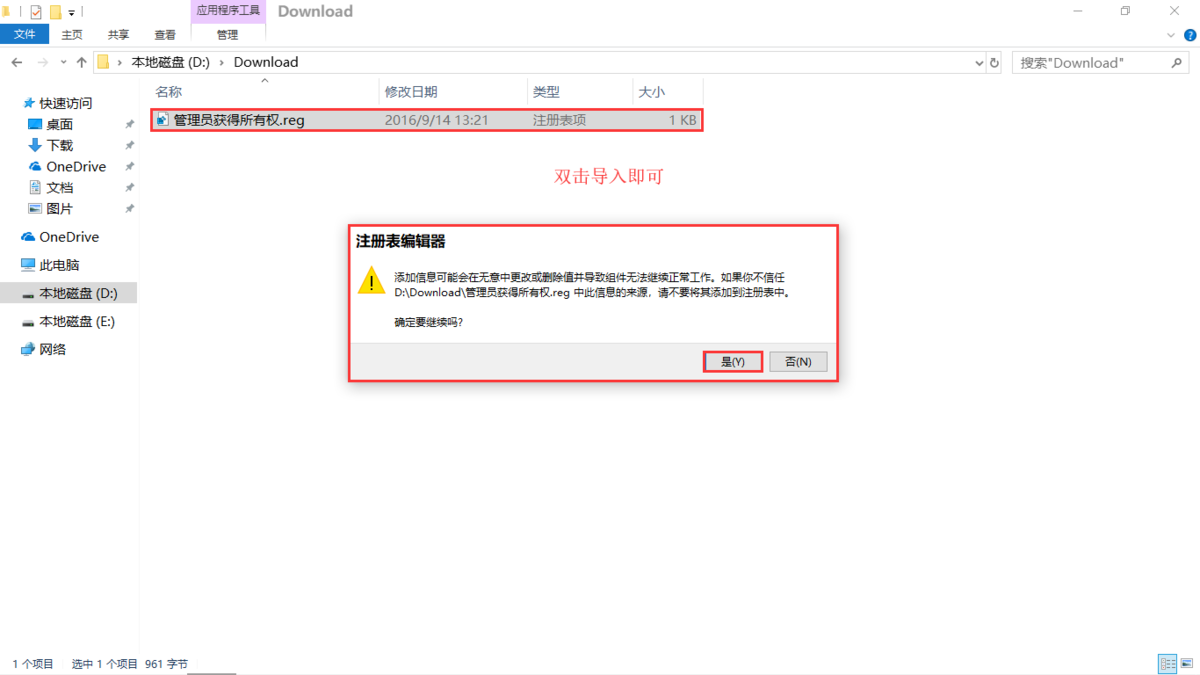 应用程序工具 Download
文件 主页 共享 查看 管理
本地磁盘 (D:) Download 搜索"Download"
名称 修改日期 类型 大小
管理员获得所有权.reg 2016/9/14 13:21 注册表项 1 KB
双击导入即可
快速访问
桌面
下载
OneDrive
文档
图片
OneDrive
此电脑
本地磁盘 (D:)
本地磁盘 (E:)
网络
注册表编辑器
添加信息可能会在无意中更改或删除值并导致组件无法继续正常工作。如果你不信任
D:\Download\管理员获得所有权.reg 中此信息的来源，请不要将其添加到注册表中。
确定要继续吗?
是(Y) 否(N)
1 个项目 选中 1 个项目 961 字节